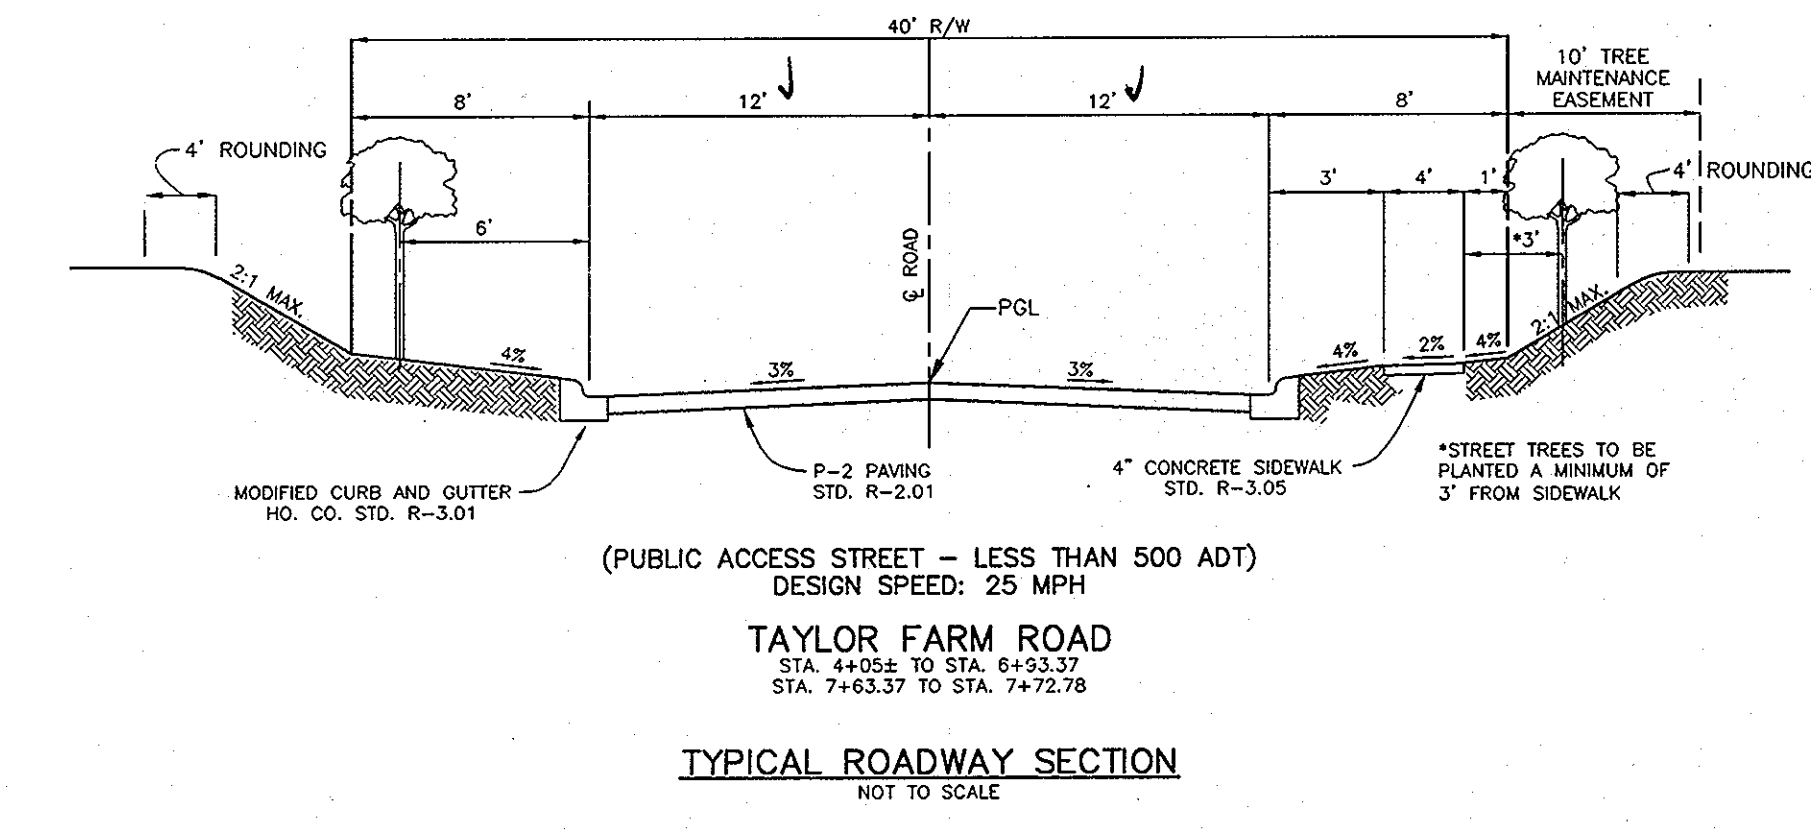 40' R/W
10' TREE
MAINTENANCE
EASEMENT
8'
12'
12'
8'
4' ROUNDING
3'
4'
1'
4' ROUNDING
6'
*3'
℄ ROAD
2:1 MAX.
PGL
2:1 MAX.
4%
3%
3%
4%
2%
4%
P-2 PAVING
STD. R-2.01
4" CONCRETE SIDEWALK
STD. R-3.05
*STREET TREES TO BE
PLANTED A MINIMUM OF
3' FROM SIDEWALK
MODIFIED CURB AND GUTTER
HO. CO. STD. R-3.01
(PUBLIC ACCESS STREET - LESS THAN 500 ADT)
DESIGN SPEED: 25 MPH
TAYLOR FARM ROAD
STA. 4+05± TO STA. 6+93.37
STA. 7+63.37 TO STA. 7+72.78
TYPICAL ROADWAY SECTION
NOT TO SCALE